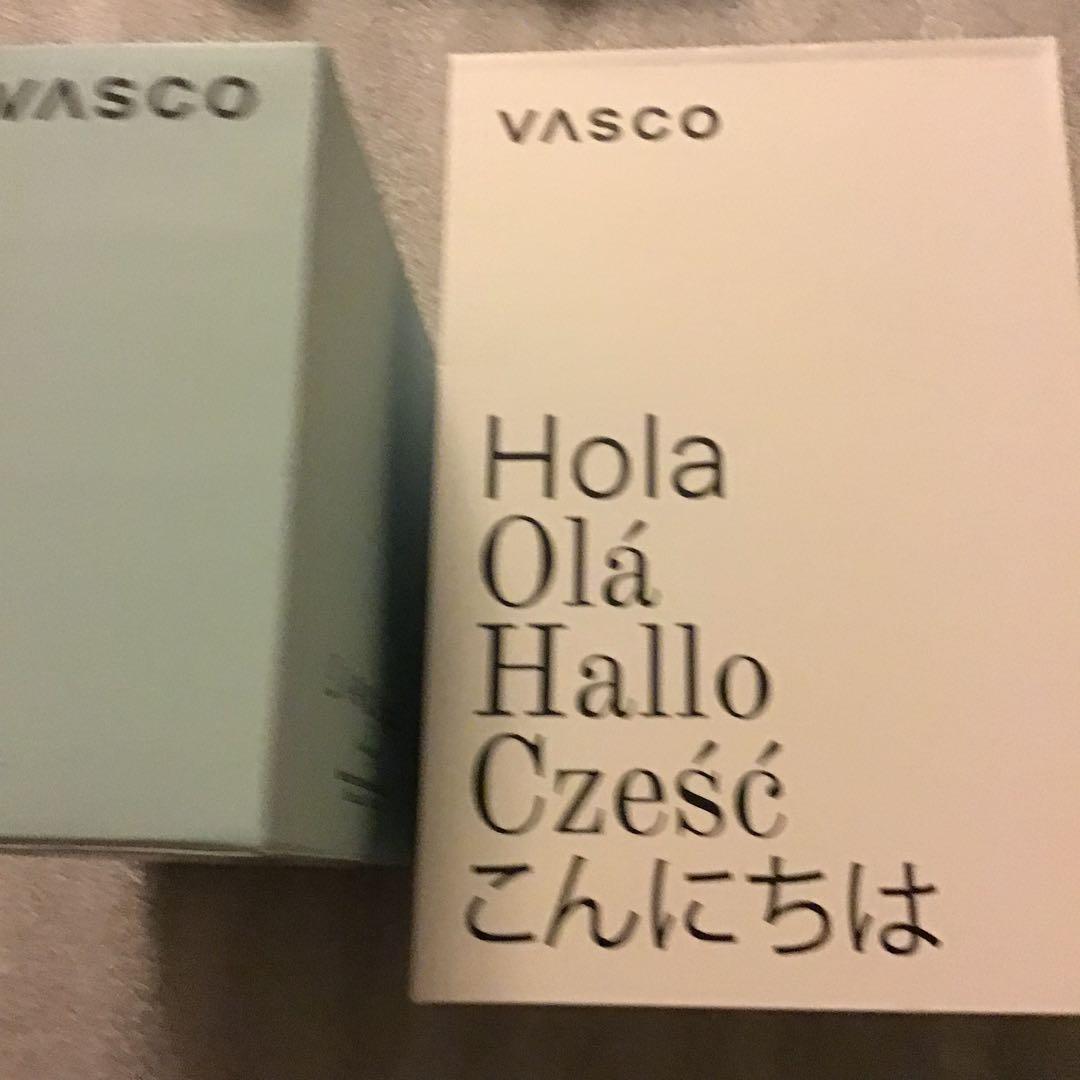 VASCO
VASCO
Hola
Olá
Hallo
Cześć
こんにちは